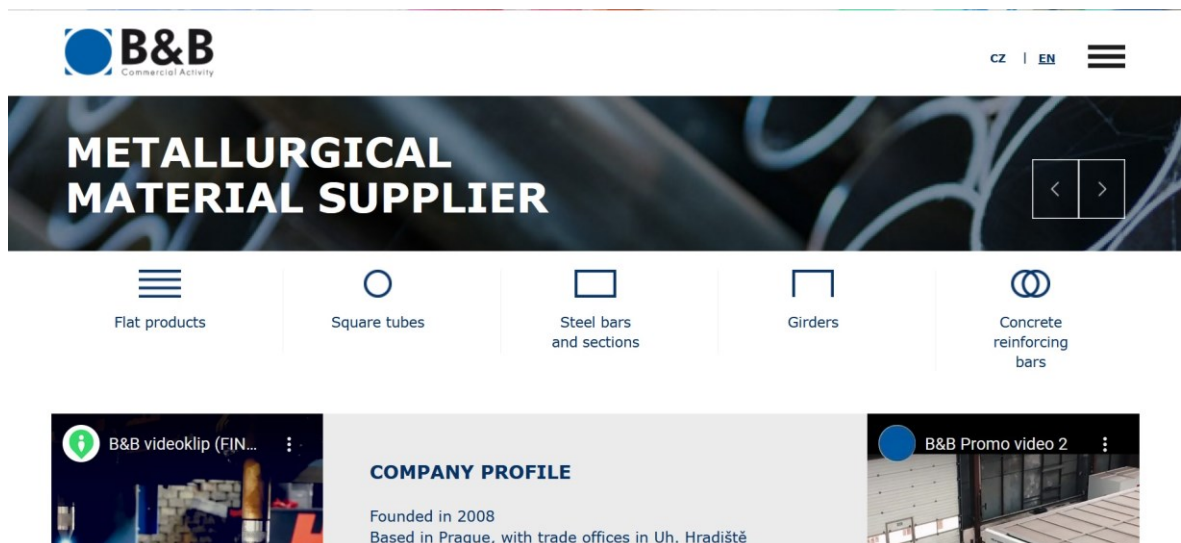 B&B
Commercial Activity
CZ | EN
METALLURGICAL
MATERIAL SUPPLIER
Flat products
Square tubes
Steel bars
and sections
Girders
Concrete
reinforcing
bars
B&B videoklip (FIN...
COMPANY PROFILE
Founded in 2008
Based in Prague, with trade offices in Uh. Hradiště
B&B Promo video 2